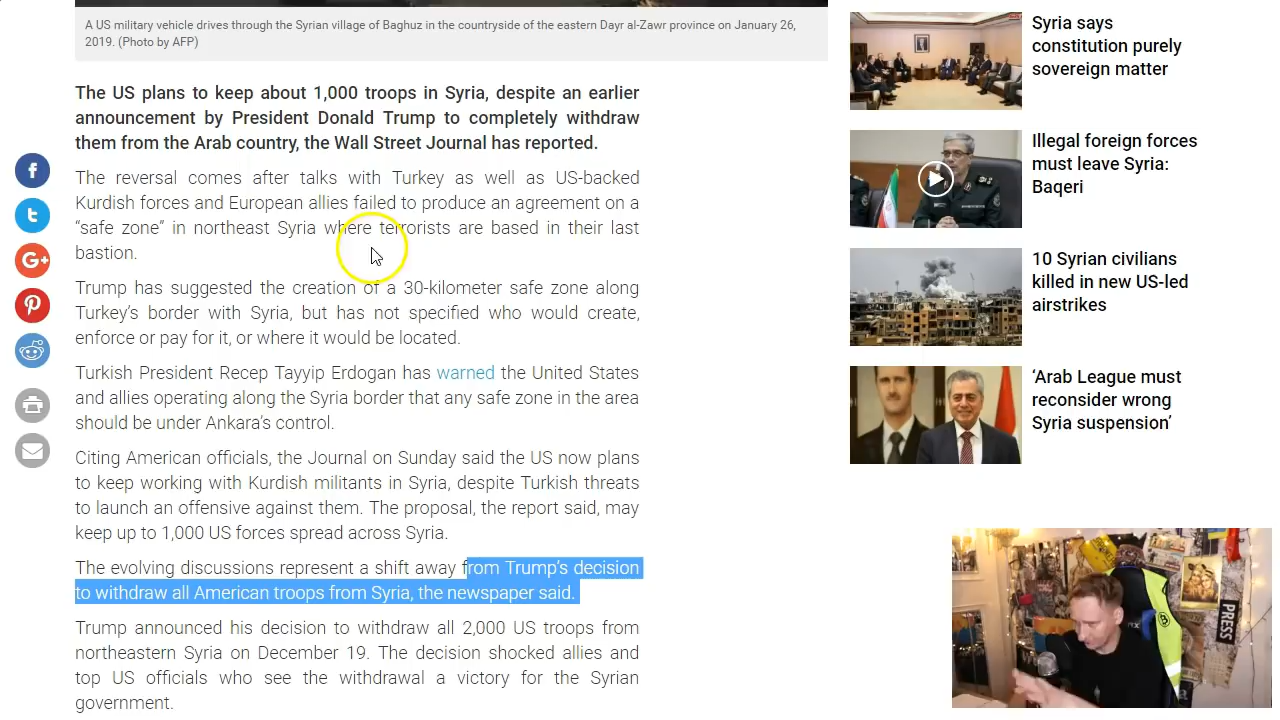 A US military vehicle drives through the Syrian village of Baghuz in the countryside of the eastern Dayr al-Zawr province on January 26,
2019. (Photo by AFP)
The US plans to keep about 1,000 troops in Syria, despite an earlier
announcement by President Donald Trump to completely withdraw
them from the Arab country, the Wall Street Journal has reported.
The reversal comes after talks with Turkey as well as US-backed
Kurdish forces and European allies failed to produce an agreement on a
“safe zone” in northeast Syria where terrorists are based in their last
bastion.
Trump has suggested the creation of a 30-kilometer safe zone along
Turkey’s border with Syria, but has not specified who would create,
enforce or pay for it, or where it would be located.
Turkish President Recep Tayyip Erdogan has warned the United States
and allies operating along the Syria border that any safe zone in the area
should be under Ankara’s control.
Citing American officials, the Journal on Sunday said the US now plans
to keep working with Kurdish militants in Syria, despite Turkish threats
to launch an offensive against them. The proposal, the report said, may
keep up to 1,000 US forces spread across Syria.
The evolving discussions represent a shift away from Trump’s decision
to withdraw all American troops from Syria, the newspaper said.
Trump announced his decision to withdraw all 2,000 US troops from
northeastern Syria on December 19. The decision shocked allies and
top US officials who see the withdrawal a victory for the Syrian
government.
f
t
G+
Syria says
constitution purely
sovereign matter
Illegal foreign forces
must leave Syria:
Baqeri
10 Syrian civilians
killed in new US-led
airstrikes
‘Arab League must
reconsider wrong
Syria suspension’
PRESS